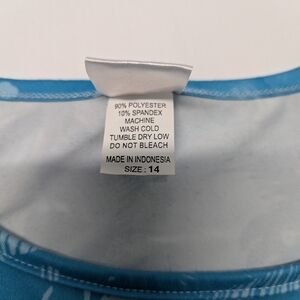 90% POLYESTER
10% SPANDEX
MACHINE
WASH COLD
TUMBLE DRY LOW
DO NOT BLEACH
MADE IN INDONESIA
SIZE : 14